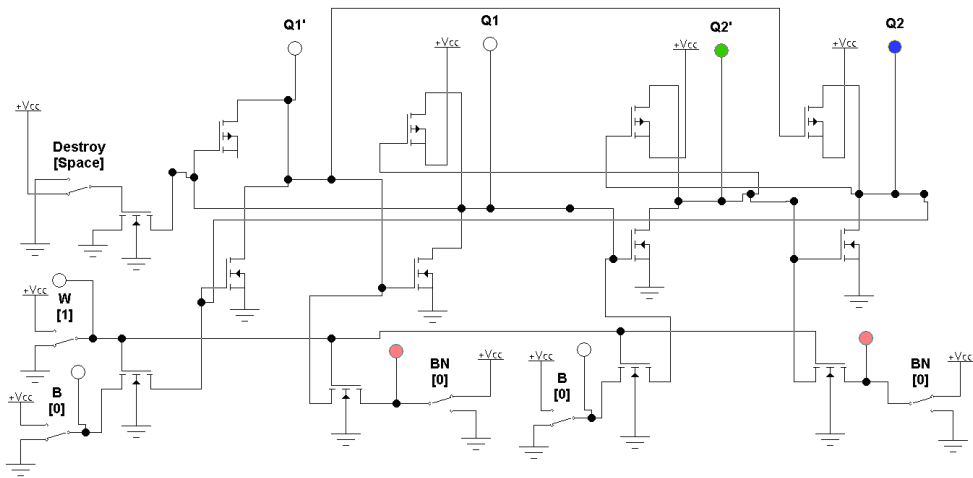 Q1'
Q1
Q2'
Q2
+Vcc
+Vcc
+Vcc
+Vcc
Destroy
[Space]
+Vcc
W
[1]
+Vcc
B
[0]
BN
[0]
+Vcc
+Vcc
B
[0]
BN
[0]
+Vcc